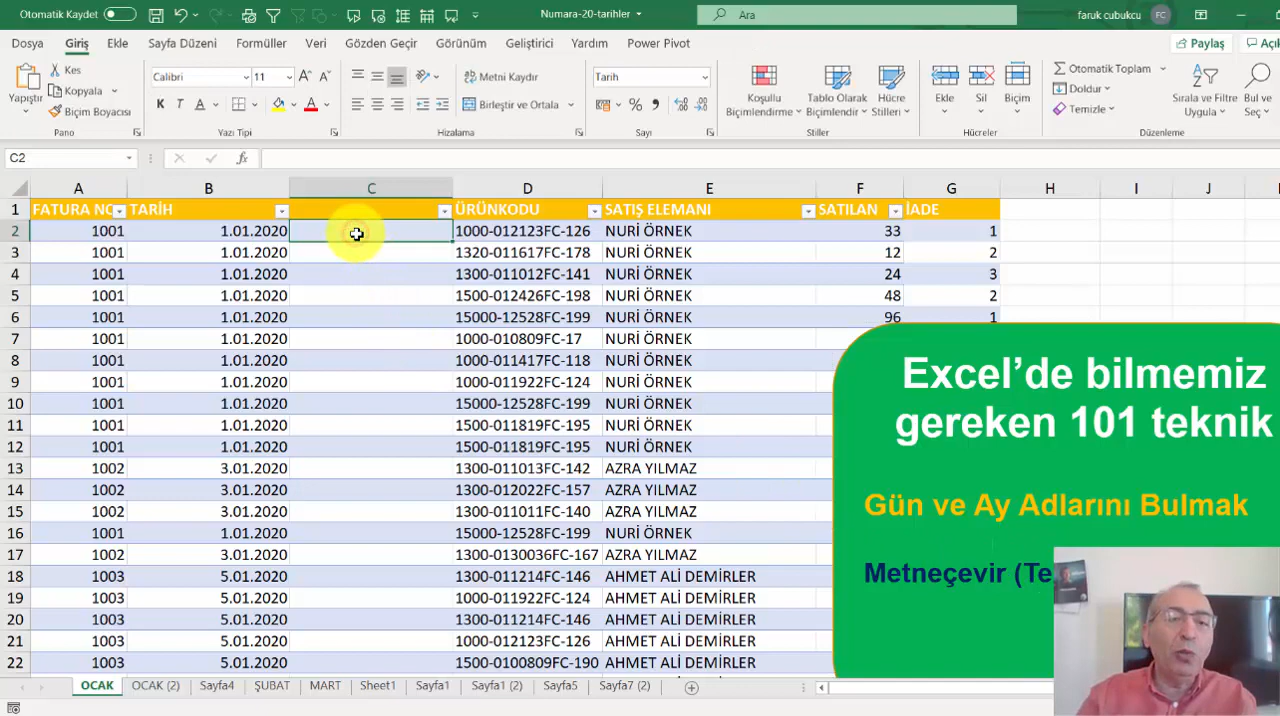 Otomatik Kaydet
Numara-20-tarihler
Ara
faruk cubukcu FC
Dosya Giriş Ekle Sayfa Düzeni Formüller Veri Gözden Geçir Görünüm Geliştirici Yardım Power Pivot
Paylaş
Yapıştır
Kes
Kopyala
Biçim Boyacısı
Pano
Calibri 11
K T A
Yazı Tipi
Metni Kaydır
Birleştir ve Ortala
Hizalama
Tarih
Sayı
Koşullu Biçimlendirme
Tablo Olarak Biçimlendir
Hücre Stilleri
Stiller
Ekle Sil Biçim
Hücreler
Otomatik Toplam
Doldur
Temizle
Sırala ve Filtre Uygula
Bul ve Seç
Düzenleme
C2 fx
A B C D E F G H I J K
1 FATURA NO TARİH ÜRÜNKODU SATIŞ ELEMANI SATILAN İADE
2 1001 1.01.2020 1000-012123FC-126 NURİ ÖRNEK 33 1
3 1001 1.01.2020 1320-011617FC-178 NURİ ÖRNEK 12 2
4 1001 1.01.2020 1300-011012FC-141 NURİ ÖRNEK 24 3
5 1001 1.01.2020 1500-012426FC-198 NURİ ÖRNEK 48 2
6 1001 1.01.2020 15000-12528FC-199 NURİ ÖRNEK 96 1
7 1001 1.01.2020 1000-010809FC-17 NURİ ÖRNEK
8 1001 1.01.2020 1300-011417FC-118 NURİ ÖRNEK
9 1001 1.01.2020 1000-011922FC-124 NURİ ÖRNEK
10 1001 1.01.2020 15000-12528FC-199 NURİ ÖRNEK
11 1001 1.01.2020 1500-011819FC-195 NURİ ÖRNEK
12 1001 1.01.2020 1500-011819FC-195 NURİ ÖRNEK
13 1002 3.01.2020 1300-011013FC-142 AZRA YILMAZ
14 1002 3.01.2020 1300-012022FC-157 AZRA YILMAZ
15 1002 3.01.2020 1300-011011FC-140 AZRA YILMAZ
16 1001 1.01.2020 15000-12528FC-199 NURİ ÖRNEK
17 1002 3.01.2020 1300-0130036FC-167 AZRA YILMAZ
18 1003 5.01.2020 1300-011214FC-146 AHMET ALİ DEMİRLER
19 1003 5.01.2020 1000-011922FC-124 AHMET ALİ DEMİRLER
20 1003 5.01.2020 1300-011214FC-146 AHMET ALİ DEMİRLER
21 1003 5.01.2020 1000-012123FC-126 AHMET ALİ DEMİRLER
22 1003 5.01.2020 1500-0100809FC-190 AHMET ALİ DEMİRLER
Excel’de bilmemiz
gereken 101 teknik
Gün ve Ay Adlarını Bulmak
Metneçevir (Te
OCAK OCAK (2) Sayfa4 ŞUBAT MART Sheet1 Sayfa1 Sayfa1 (2) Sayfa5 Sayfa7 (2)